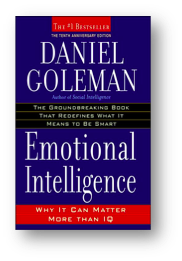 The #1 Bestseller
THE TENTH ANNIVERSARY EDITION
DANIEL
GOLEMAN
Author of Social Intelligence
The Groundbreaking Book
That Redefines What It
Means to Be Smart
Emotional
Intelligence
Why It Can Matter
More Than IQ